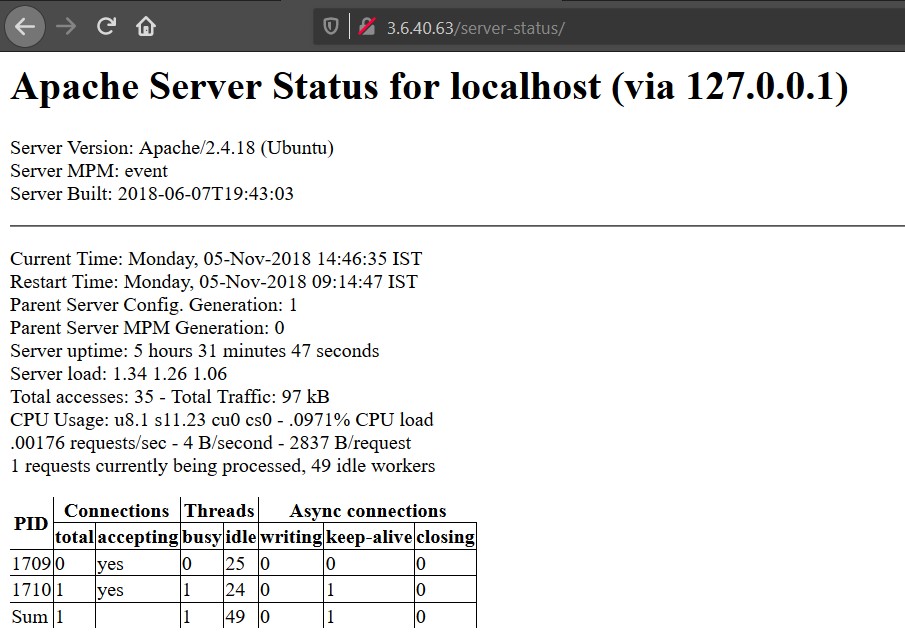 3.6.40.63/server-status/
Apache Server Status for localhost (via 127.0.0.1)
Server Version: Apache/2.4.18 (Ubuntu)
Server MPM: event
Server Built: 2018-06-07T19:43:03
Current Time: Monday, 05-Nov-2018 14:46:35 IST
Restart Time: Monday, 05-Nov-2018 09:14:47 IST
Parent Server Config. Generation: 1
Parent Server MPM Generation: 0
Server uptime: 5 hours 31 minutes 47 seconds
Server load: 1.34 1.26 1.06
Total accesses: 35 - Total Traffic: 97 kB
CPU Usage: u8.1 s11.23 cu0 cs0 - .0971% CPU load
.00176 requests/sec - 4 B/second - 2837 B/request
1 requests currently being processed, 49 idle workers
PID Connections Threads Async connections
total accepting busy idle writing keep-alive closing
1709 0 yes 0 25 0 0 0
1710 1 yes 1 24 0 1 0
Sum 1 1 49 0 1 0